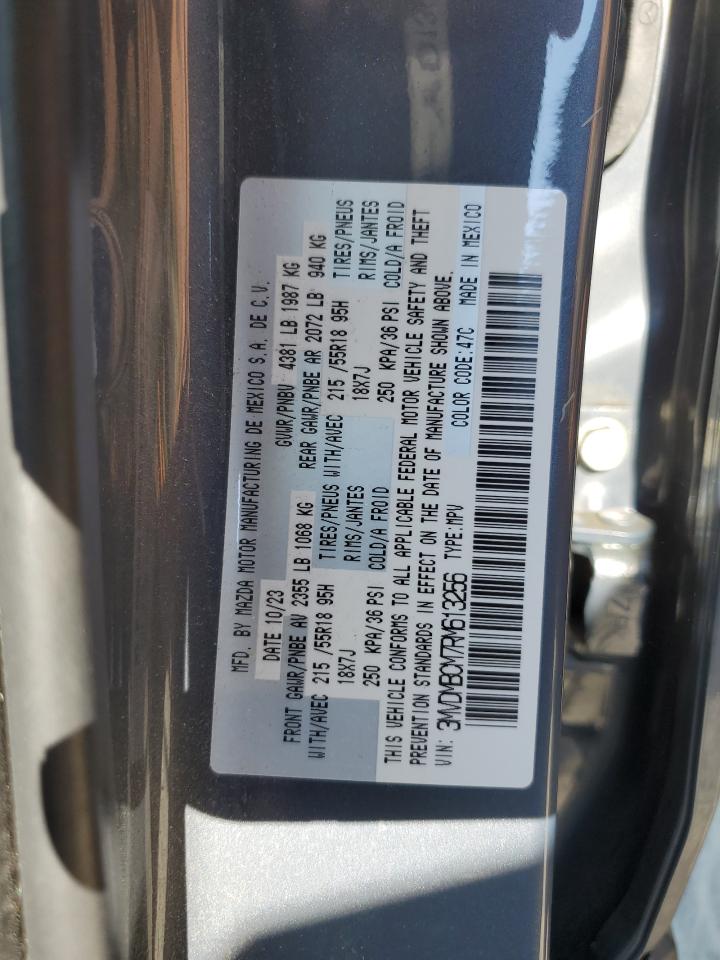 MFD. BY MAZDA MOTOR MANUFACTURING DE MEXICO S.A. DE C.V.
DATE 10/23 GVWR/PNBV 4381 LB 1987 KG
FRONT GAWR/PNBE AV 2355 LB 1068 KG REAR GAWR/PNBE AR 2072 LB 940 KG
WITH/AVEC 215 /55R18 95H TIRES/PNEUS WITH/AVEC 215 /55R18 95H TIRES/PNEUS
18X7J RIMS/JANTES 18X7J RIMS/JANTES
250 KPA/36 PSI COLD/A FROID 250 KPA/36 PSI COLD/A FROID
THIS VEHICLE CONFORMS TO ALL APPLICABLE FEDERAL MOTOR VEHICLE SAFETY AND THEFT
PREVENTION STANDARDS IN EFFECT ON THE DATE OF MANUFACTURE SHOWN ABOVE.
VIN: 3MVDMBCM7RM613256 TYPE:MPV COLOR CODE:47C MADE IN MEXICO